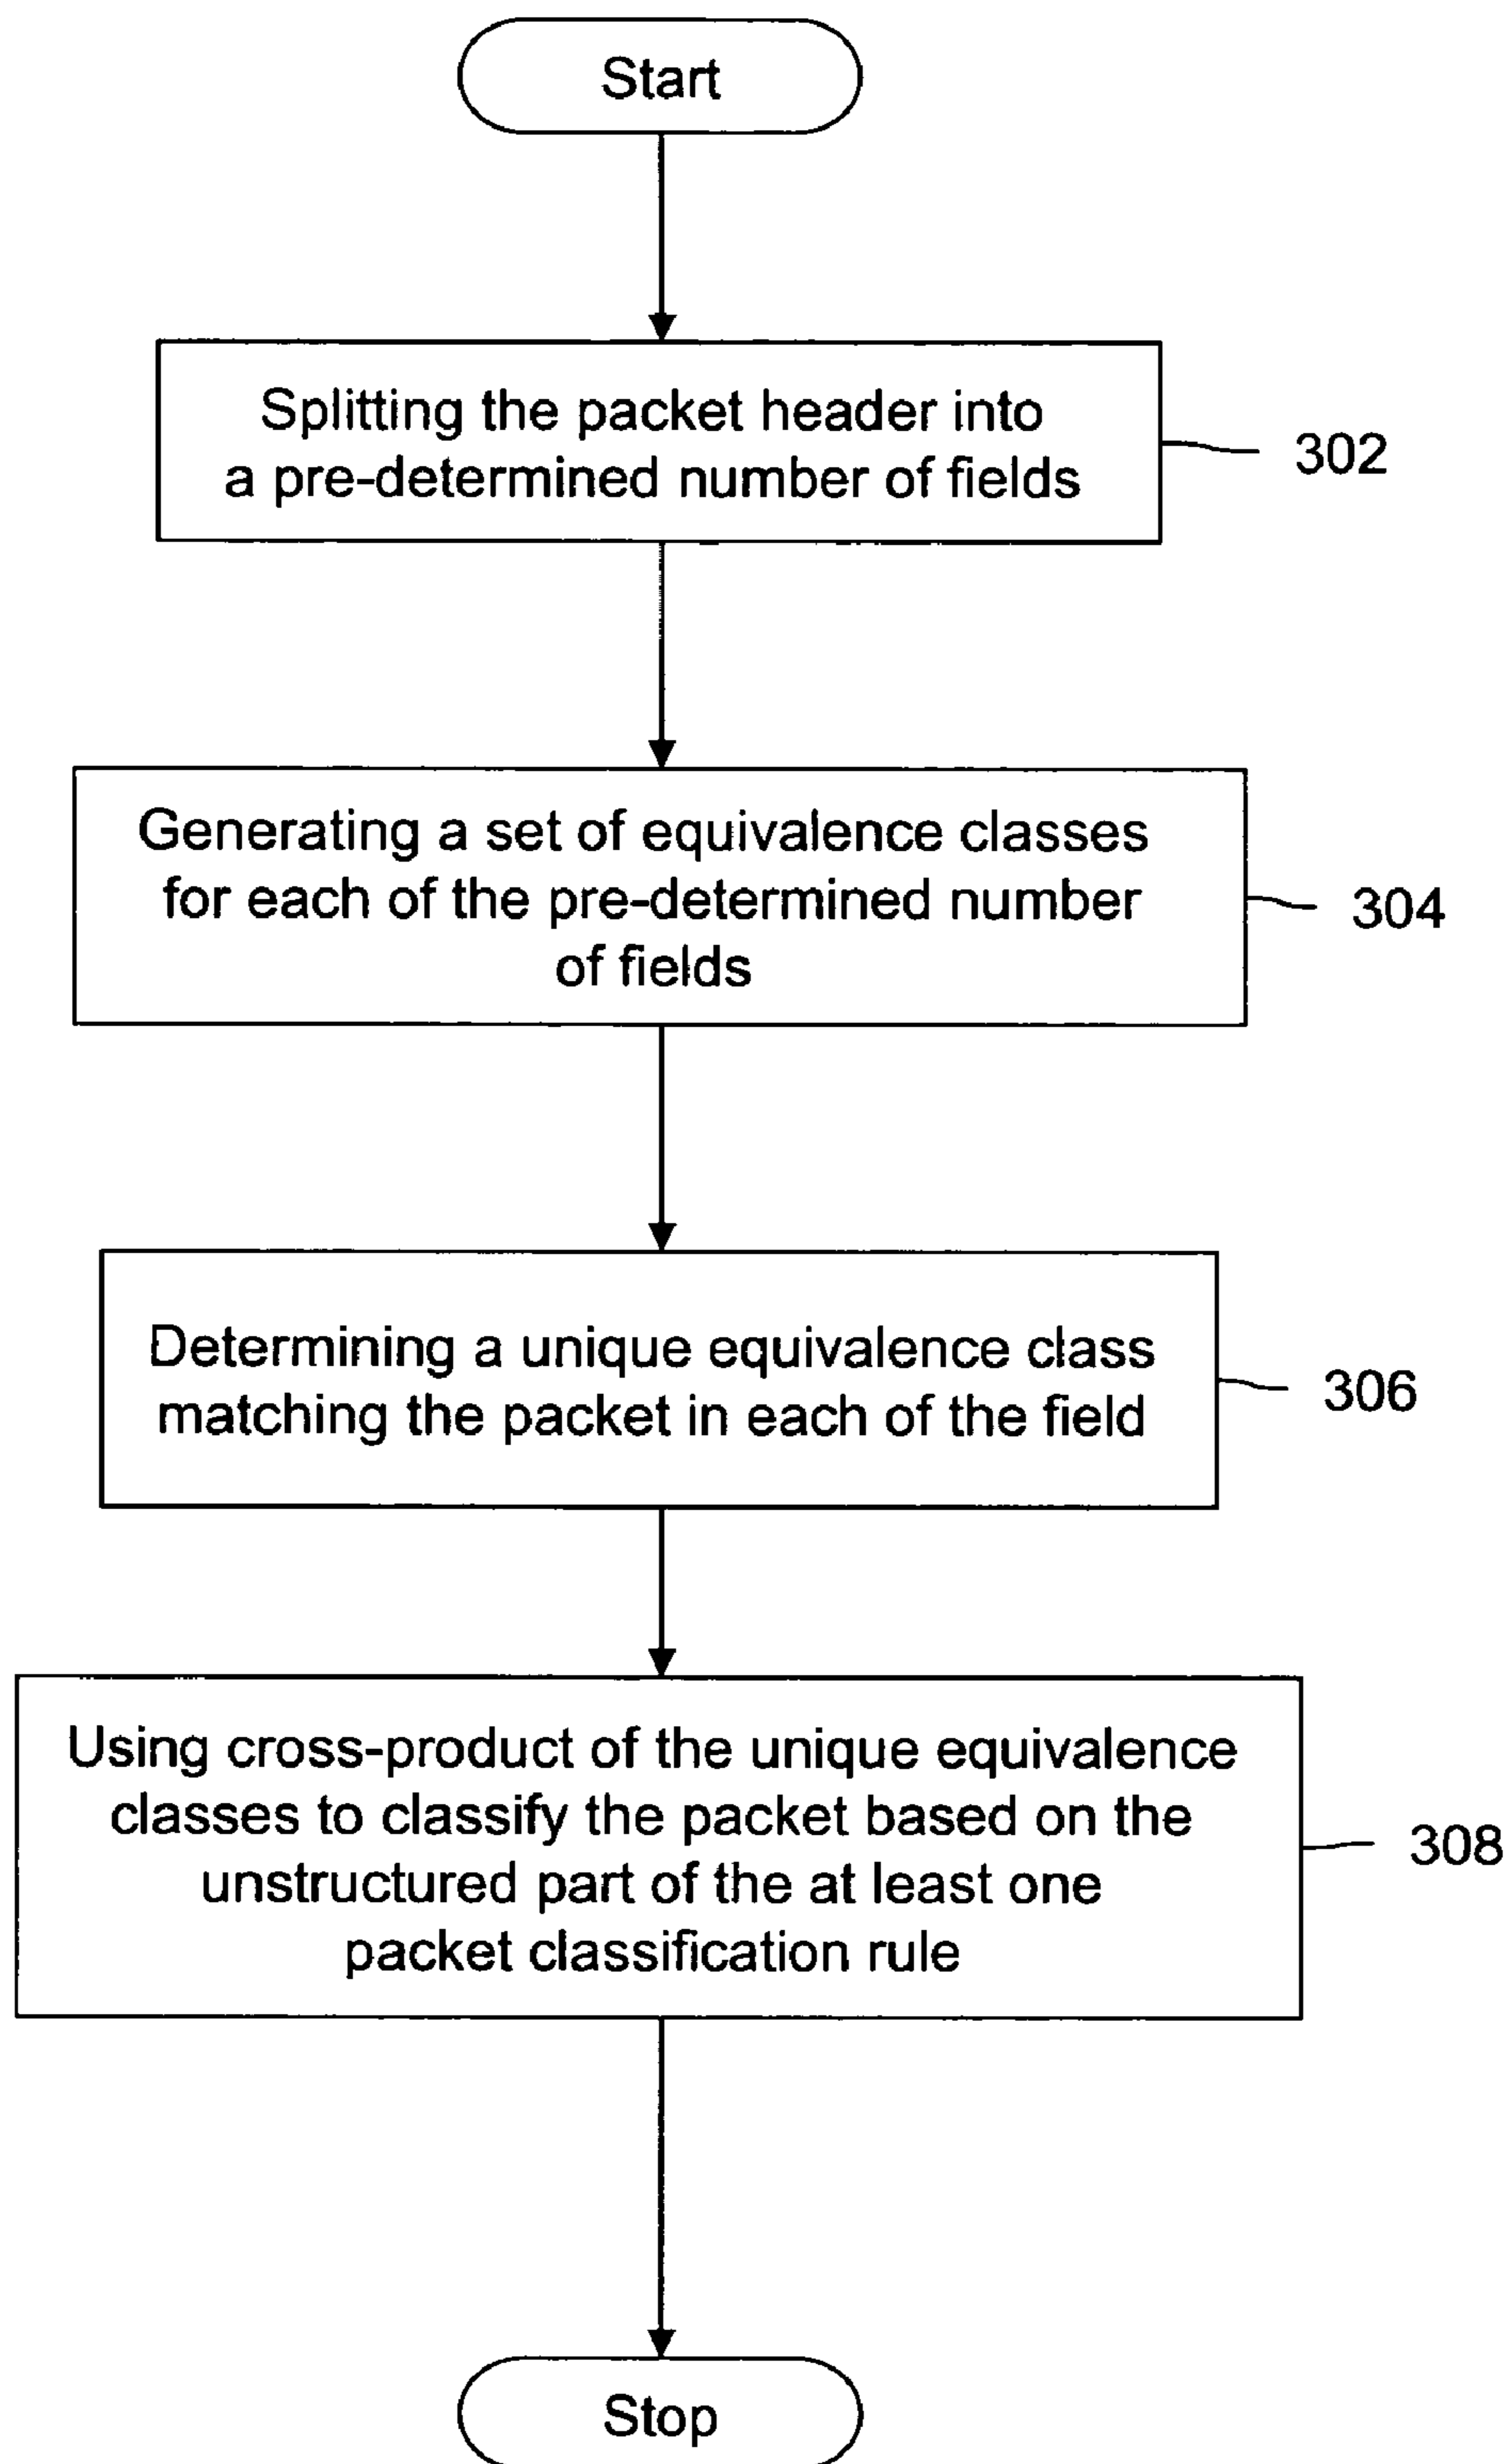 Start
Splitting the packet header into
a pre-determined number of fields
302
Generating a set of equivalence classes
for each of the pre-determined number
of fields
304
Determining a unique equivalence class
matching the packet in each of the field
306
Using cross-product of the unique equivalence
classes to classify the packet based on the
unstructured part of the at least one
packet classification rule
308
Stop